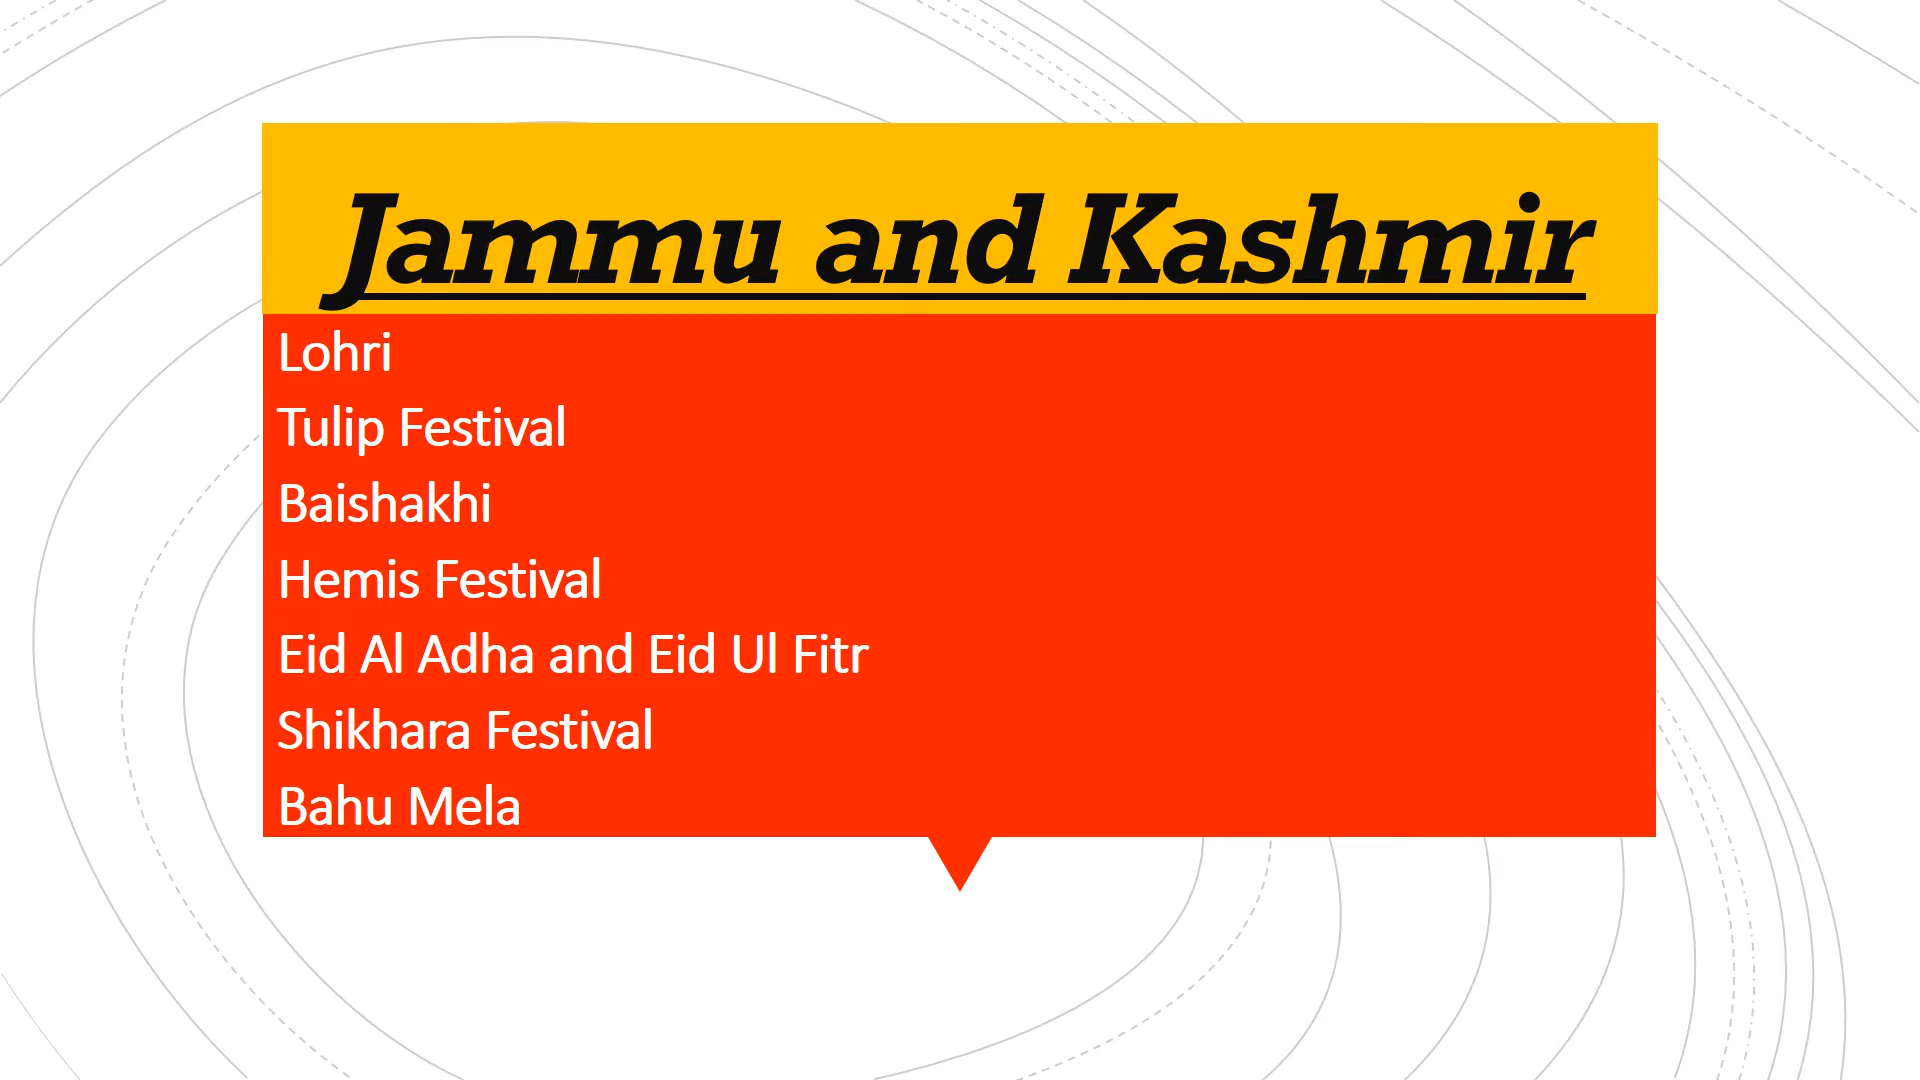 Jammu and Kashmir
Lohri
Tulip Festival
Baishakhi
Hemis Festival
Eid Al Adha and Eid Ul Fitr
Shikhara Festival
Bahu Mela